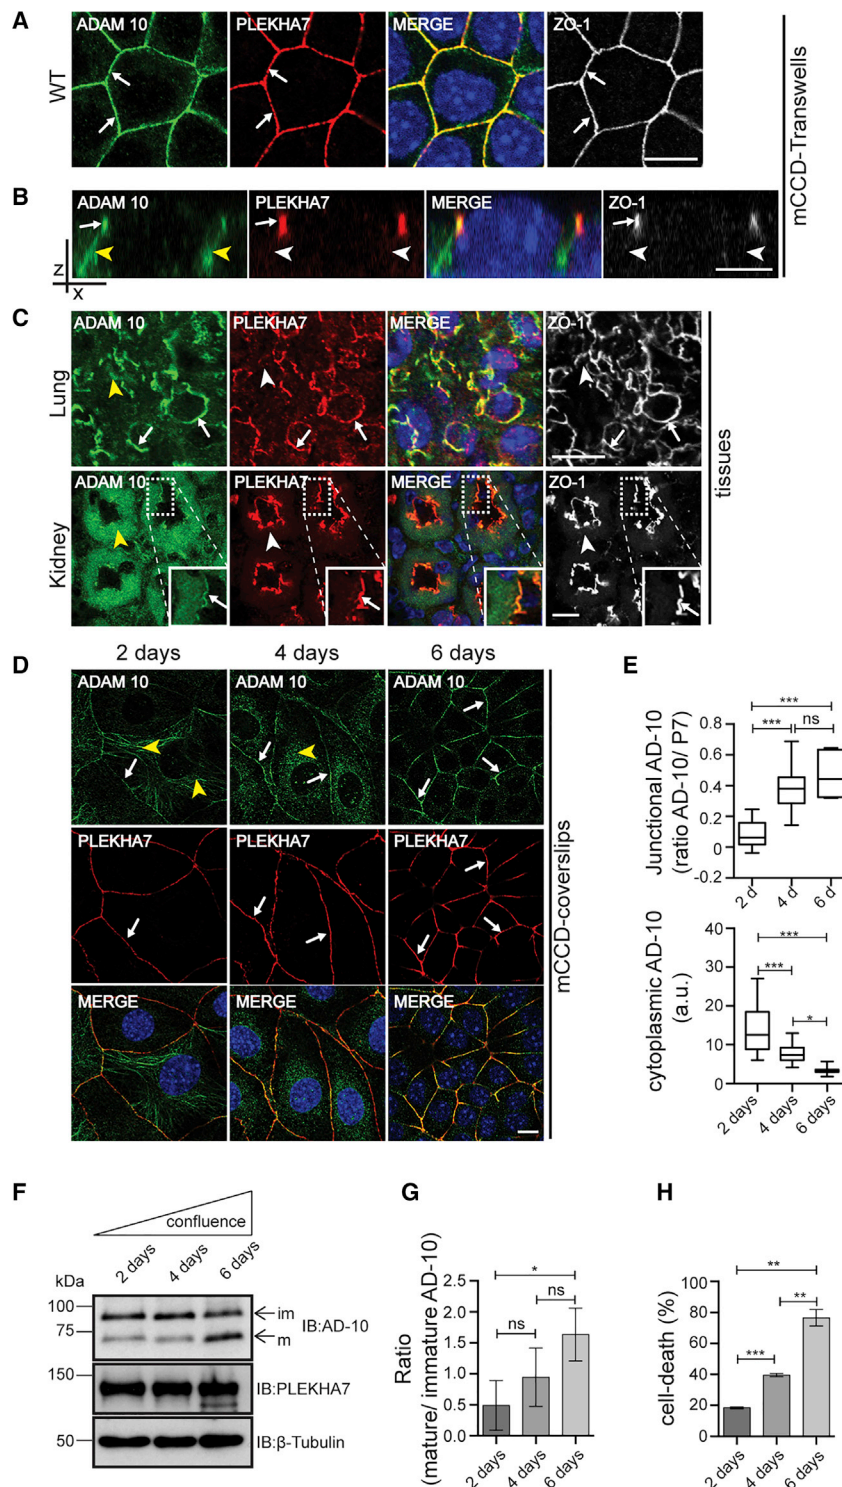 A
ADAM 10 PLEKHA7 MERGE ZO-1
WT
mCCD-Transwells
B
ADAM 10 PLEKHA7 MERGE ZO-1
z
x
C
ADAM 10 PLEKHA7 MERGE ZO-1
Lung
tissues
ADAM 10 PLEKHA7 MERGE ZO-1
Kidney
D
2 days 4 days 6 days
ADAM 10 ADAM 10 ADAM 10
PLEKHA7 PLEKHA7 PLEKHA7
MERGE MERGE MERGE
mCCD-coverslips
E
Junctional AD-10
(ratio AD-10/ P7)
0.8
0.6
0.4
0.2
0
-0.2
***
*** ns
2 d 4 d 6 d
cytoplasmic AD-10
(a.u.)
40
30
20
10
0
***
***
*
2 days 4 days 6 days
F
confluence
2 days 4 days 6 days
kDa
100
75
im
m
IB:AD-10
150
IB:PLEKHA7
50
IB:β-Tubulin
G
Ratio
(mature/ immature AD-10)
2.5
2.0
1.5
1.0
0.5
0.0
*
ns
ns
2 days 4 days 6 days
H
cell-death (%)
100
80
60
40
20
0
**
**
***
2 days 4 days 6 days